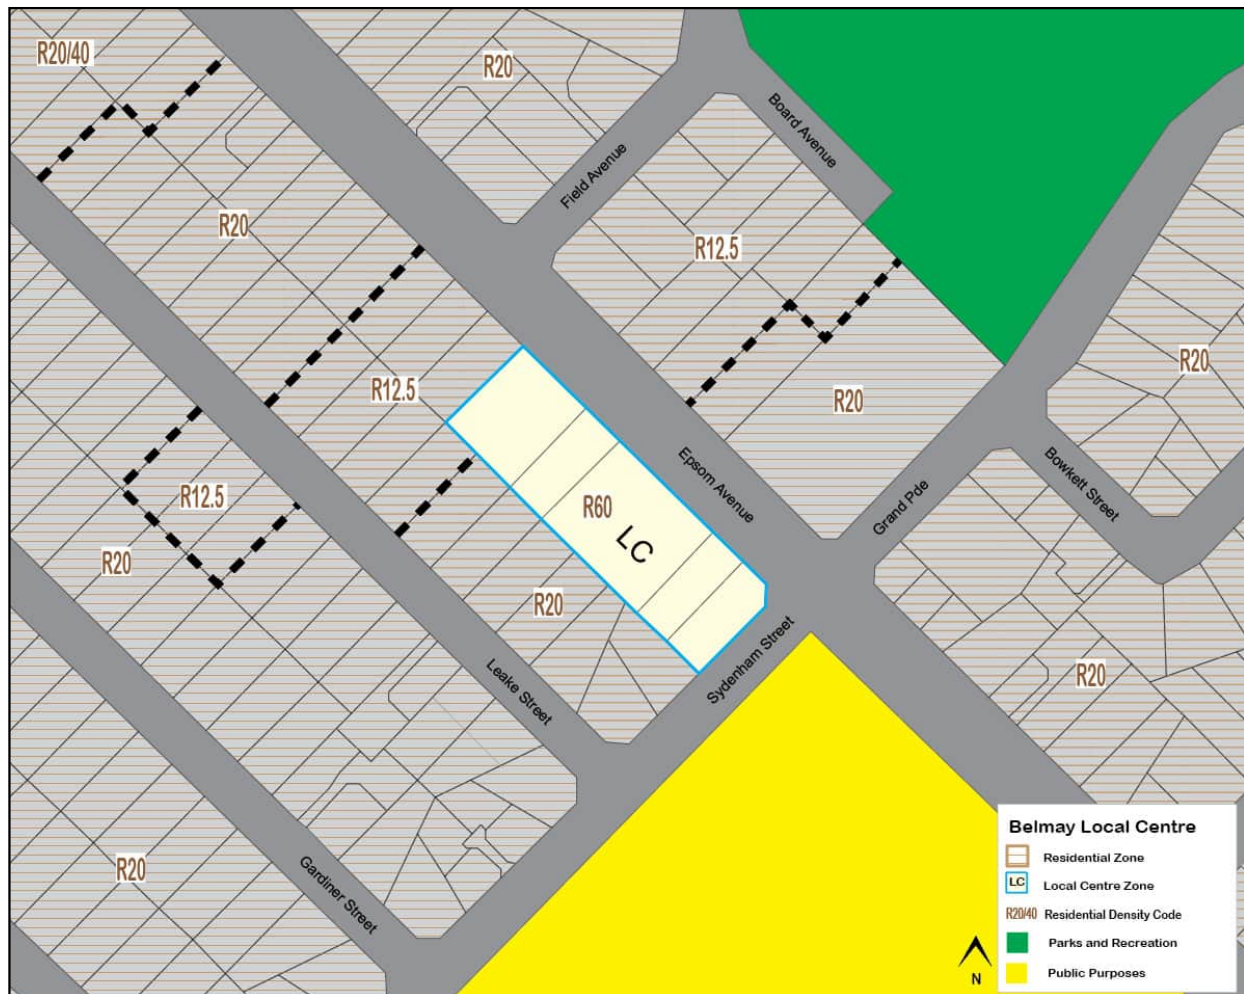 R20/40
R20
Board Avenue
Field Avenue
R20
R12.5
R20
R12.5
R20
Epsom Avenue
Bowkett Street
Grand Pde
R12.5
R60
LC
R20
R20
Sydenham Street
Leake Street
R20
R20
Gardiner Street
Belmay Local Centre
Residential Zone
LC Local Centre Zone
R20/40 Residential Density Code
Parks and Recreation
Public Purposes
N